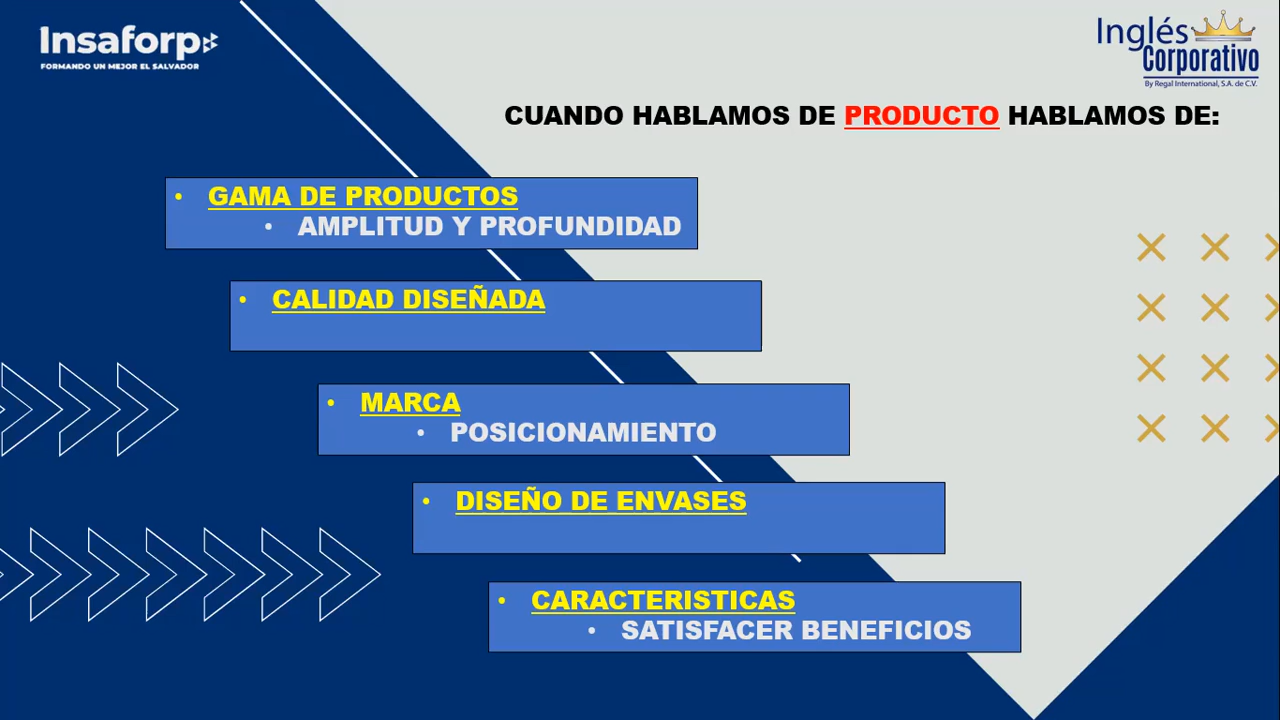 Insaforp
FORMANDO UN MEJOR EL SALVADOR
Inglés
Corporativo
By Regal International, S.A. de C.V.
CUANDO HABLAMOS DE PRODUCTO HABLAMOS DE:
• GAMA DE PRODUCTOS
• AMPLITUD Y PROFUNDIDAD
• CALIDAD DISEÑADA
• MARCA
• POSICIONAMIENTO
• DISEÑO DE ENVASES
• CARACTERISTICAS
• SATISFACER BENEFICIOS